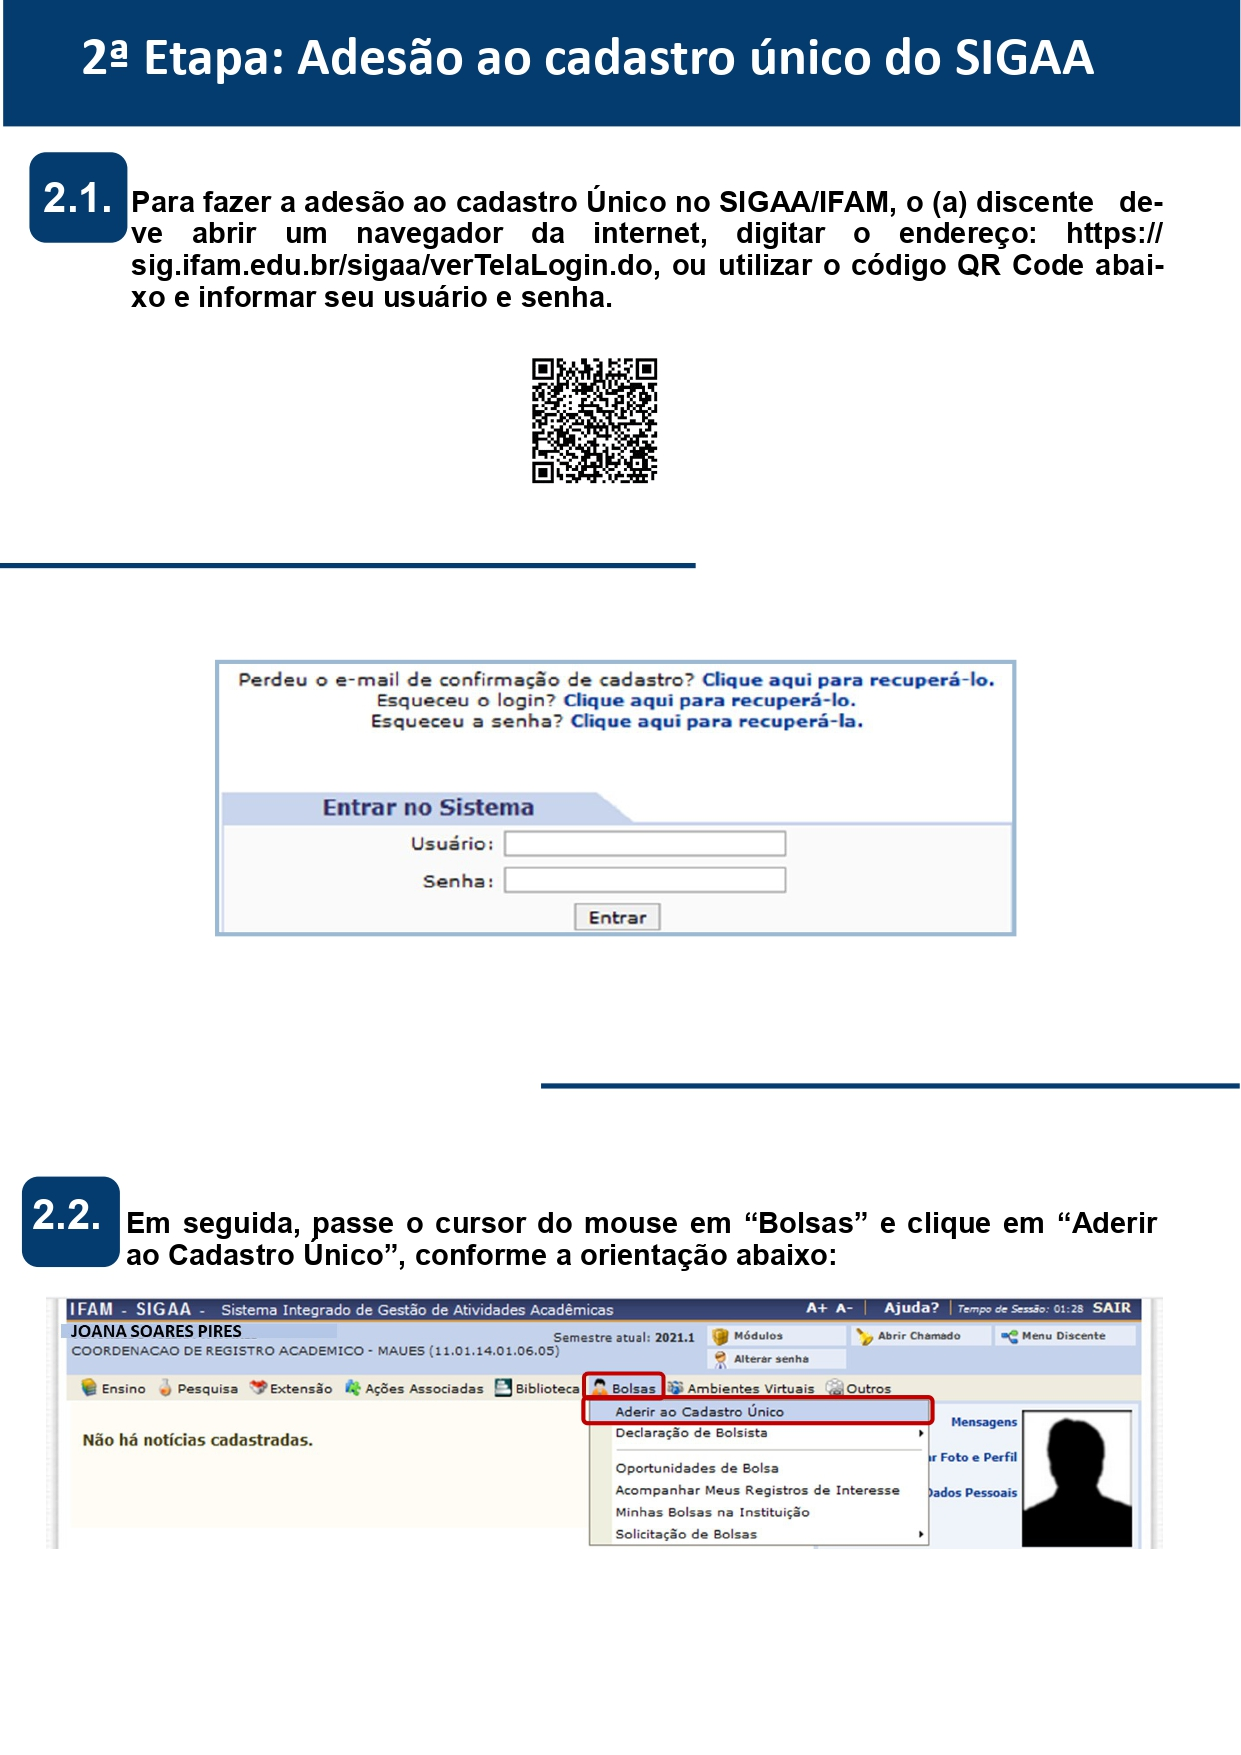 2ª Etapa: Adesão ao cadastro único do SIGAA
2.1.
Para fazer a adesão ao cadastro Único no SIGAA/IFAM, o (a) discente de-
ve abrir um navegador da internet, digitar o endereço: https://
sig.ifam.edu.br/sigaa/verTelaLogin.do, ou utilizar o código QR Code abai-
xo e informar seu usuário e senha.
Perdeu o e-mail de confirmação de cadastro? Clique aqui para recuperá-lo.
Esqueceu o login? Clique aqui para recuperá-lo.
Esqueceu a senha? Clique aqui para recuperá-la.
Entrar no Sistema
Usuário:
Senha:
Entrar
2.2.
Em seguida, passe o cursor do mouse em “Bolsas” e clique em “Aderir
ao Cadastro Único”, conforme a orientação abaixo:
IFAM - SIGAA - Sistema Integrado de Gestão de Atividades Acadêmicas A+ A- | Ajuda? | Tempo de Sessão: 01:28 SAIR
JOANA SOARES PIRES Semestre atual: 2021.1 Módulos Abrir Chamado Menu Discente
COORDENACAO DE REGISTRO ACADEMICO - MAUES (11.01.14.01.06.05) Alterar senha
Ensino Pesquisa Extensão Ações Associadas Biblioteca Bolsas Ambientes Virtuais Outros
Aderir ao Cadastro Único
Declaração de Bolsista
Oportunidades de Bolsa
Acompanhar Meus Registros de Interesse
Minhas Bolsas na Instituição
Solicitação de Bolsas
Não há notícias cadastradas.
Mensagens
r Foto e Perfil
Dados Pessoais